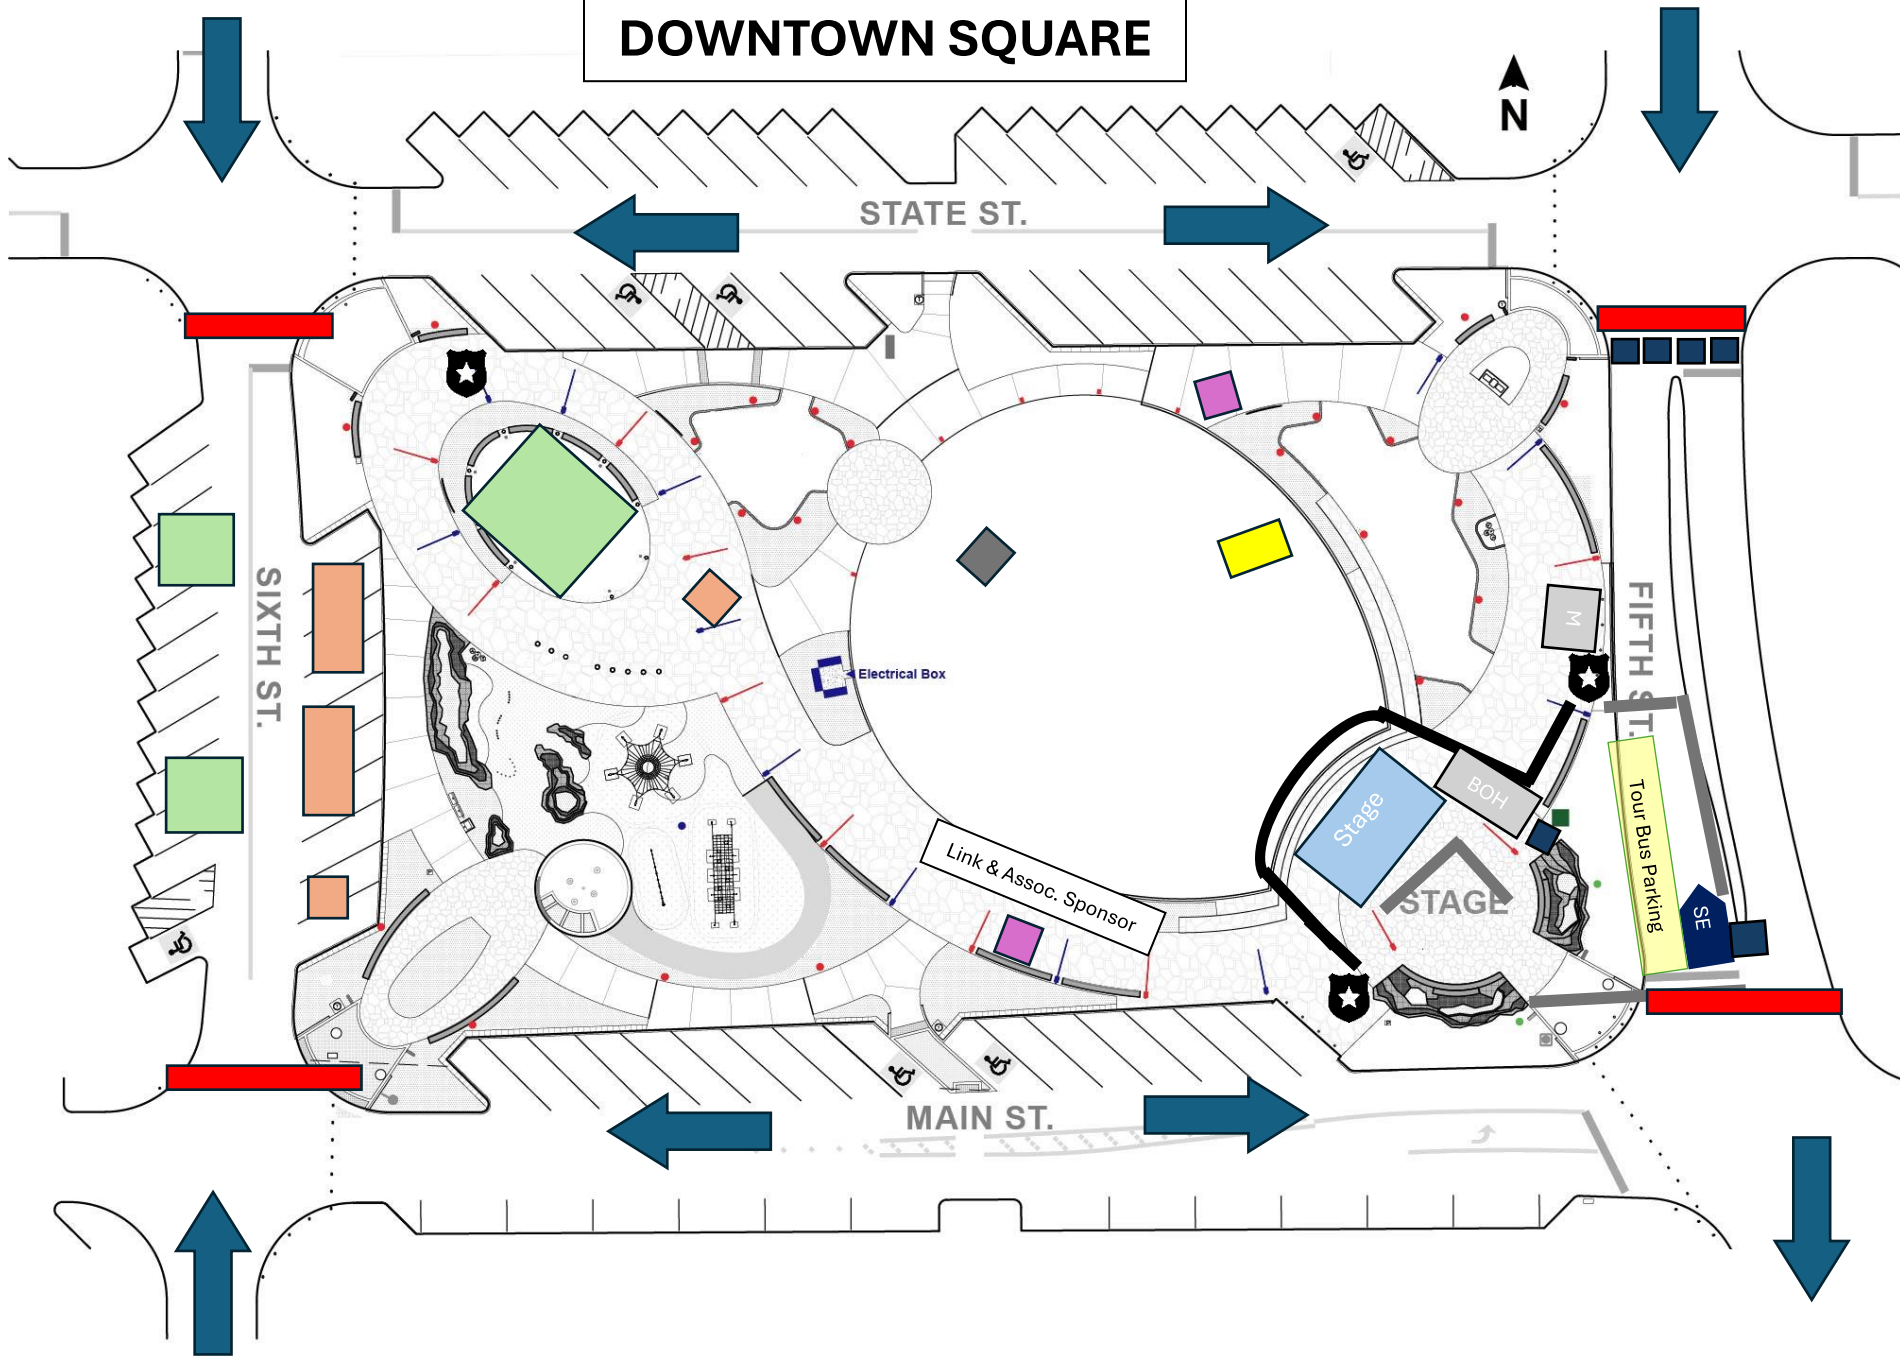 DOWNTOWN SQUARE
N
STATE ST.
SIXTH ST.
FIFTH ST.
M
Electrical Box
BOH
Stage
Tour Bus Parking
Link & Assoc. Sponsor
STAGE
SE
MAIN ST.